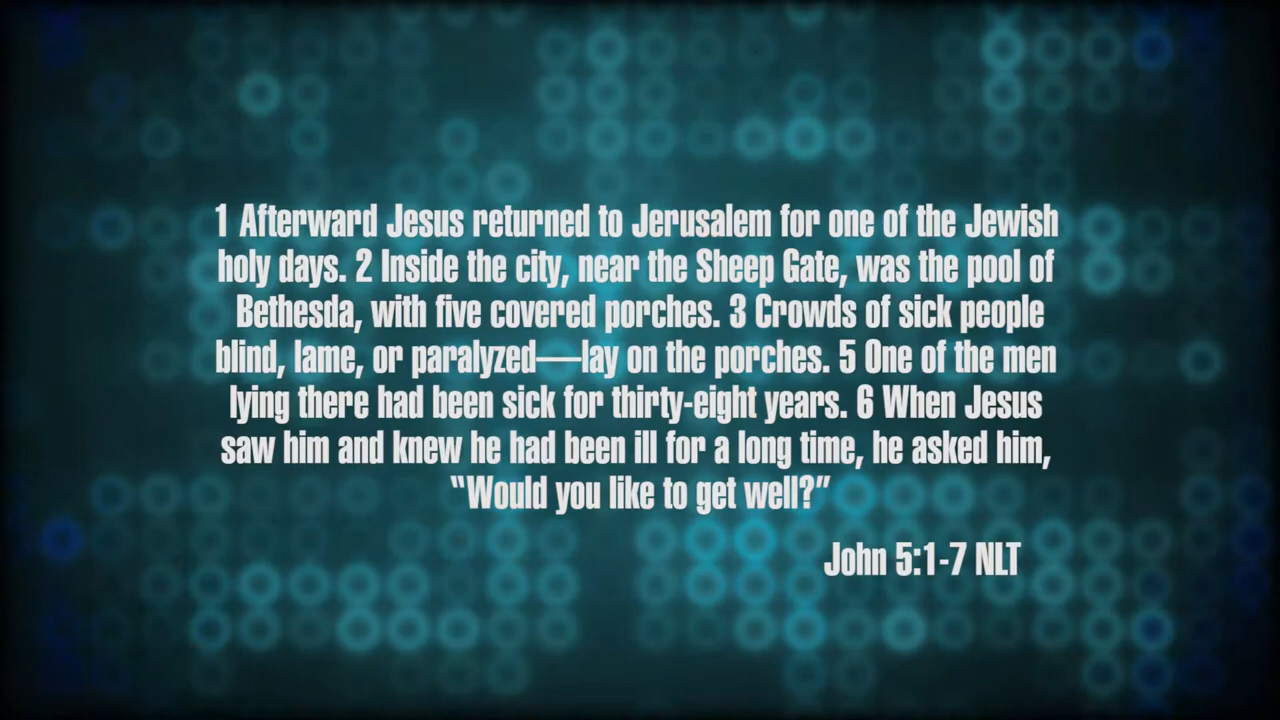 1 Afterward Jesus returned to Jerusalem for one of the Jewish
holy days. 2 Inside the city, near the Sheep Gate, was the pool of
Bethesda, with five covered porches. 3 Crowds of sick people
blind, lame, or paralyzed—lay on the porches. 5 One of the men
lying there had been sick for thirty-eight years. 6 When Jesus
saw him and knew he had been ill for a long time, he asked him,
“Would you like to get well?”
John 5:1-7 NLT